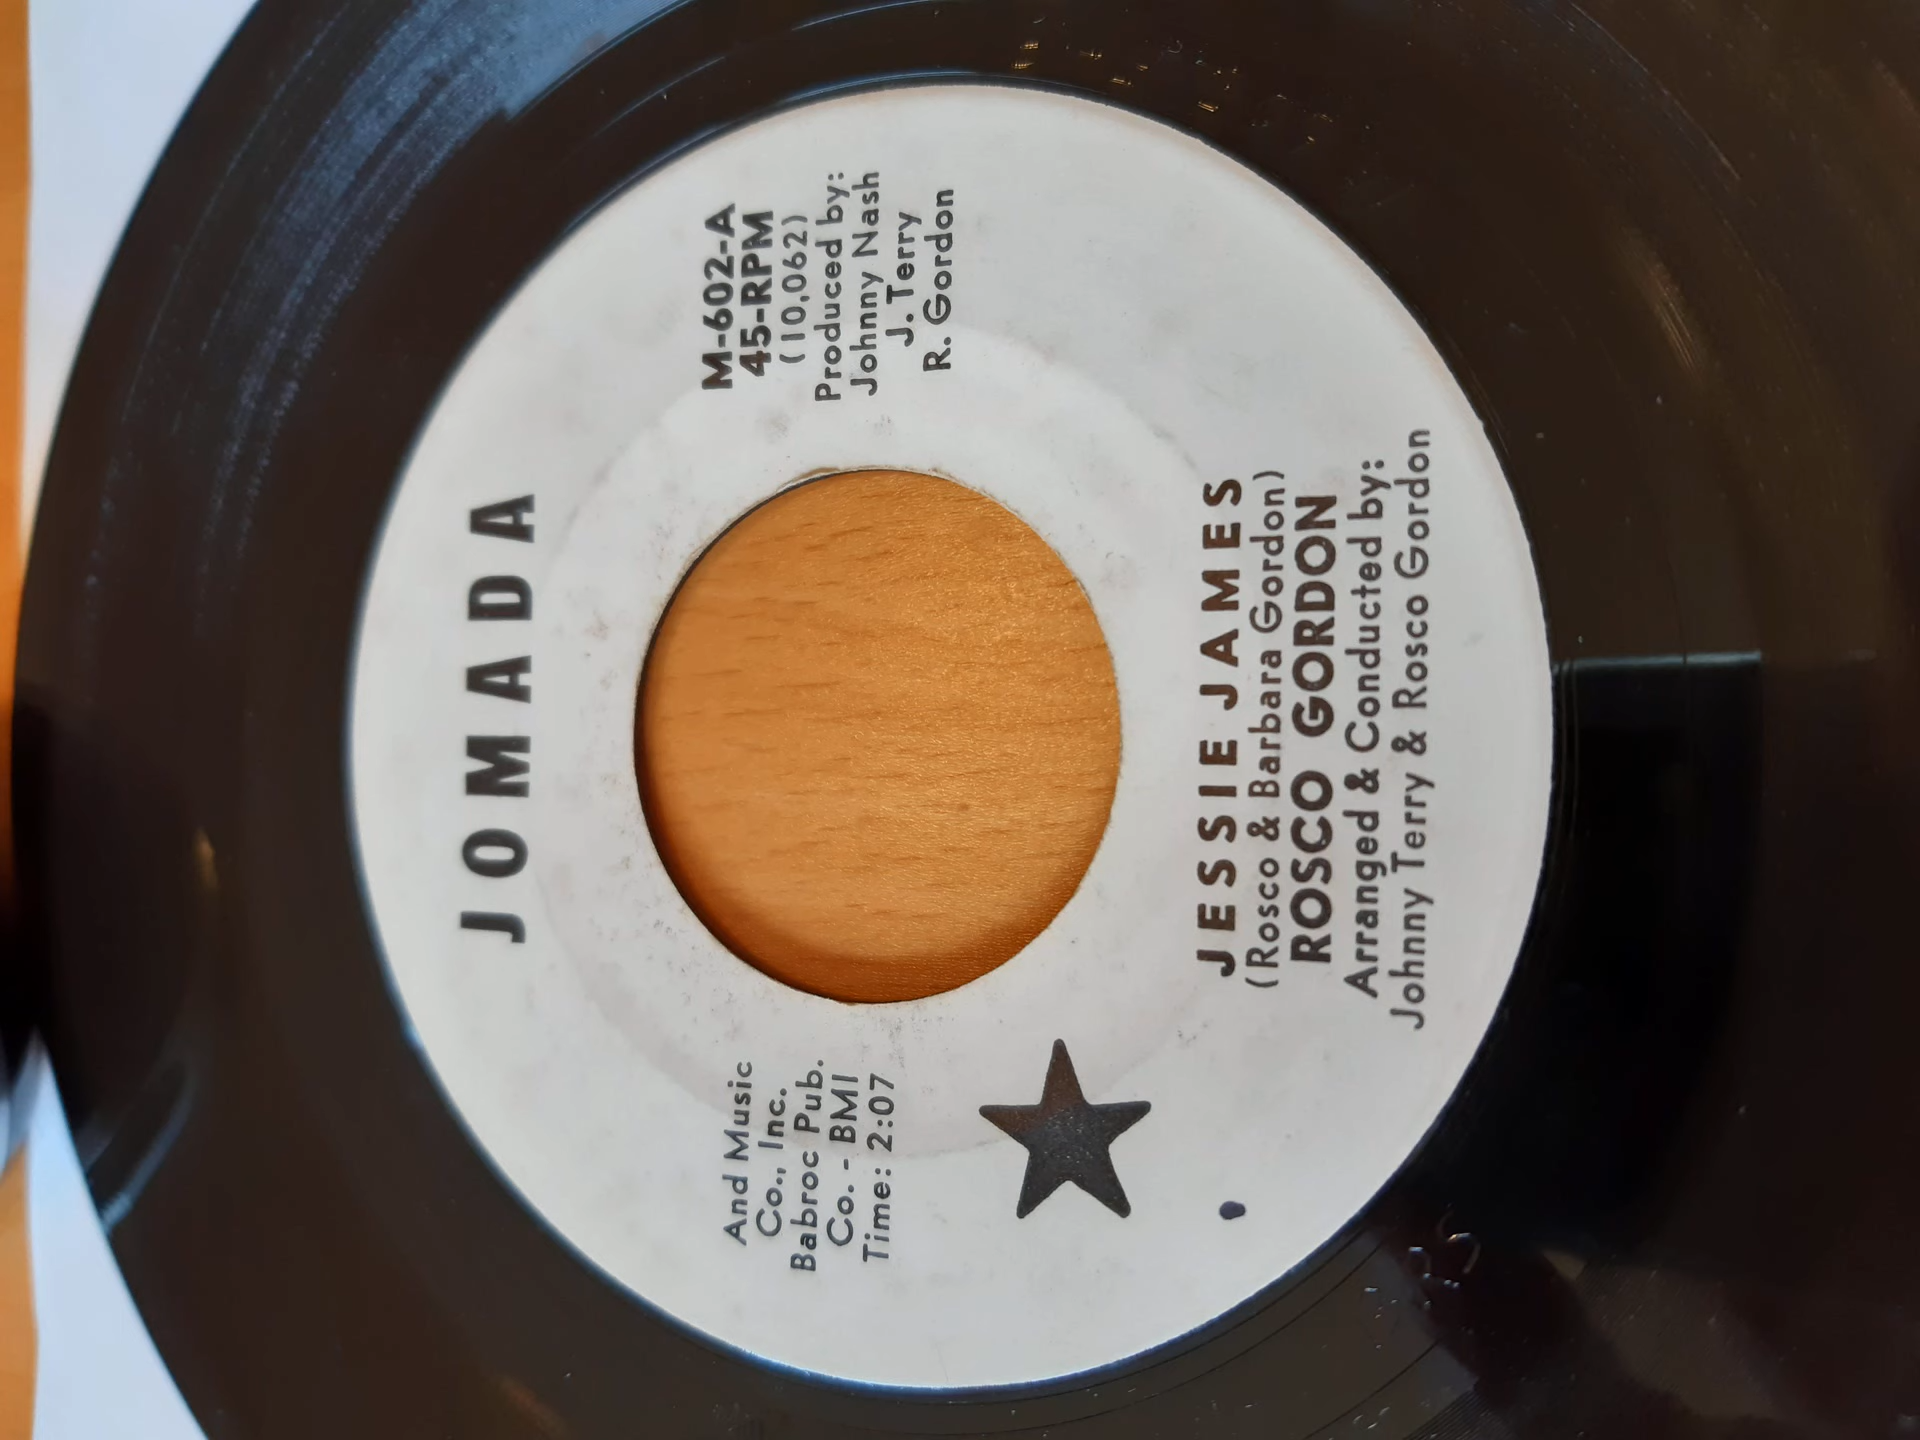 JOMADA
And Music
Co., Inc.
Babroc Pub.
Co. - BMI
Time: 2:07
M-602-A
45-RPM
(10,062)
Produced by:
Johnny Nash
J. Terry
R. Gordon
JESSIE JAMES
(Rosco & Barbara Gordon)
ROSCO GORDON
Arranged & Conducted by:
Johnny Terry & Rosco Gordon